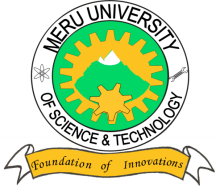 MERU UNIVERSITY
OF SCIENCE & TECHNOLOGY
Foundation of Innovations